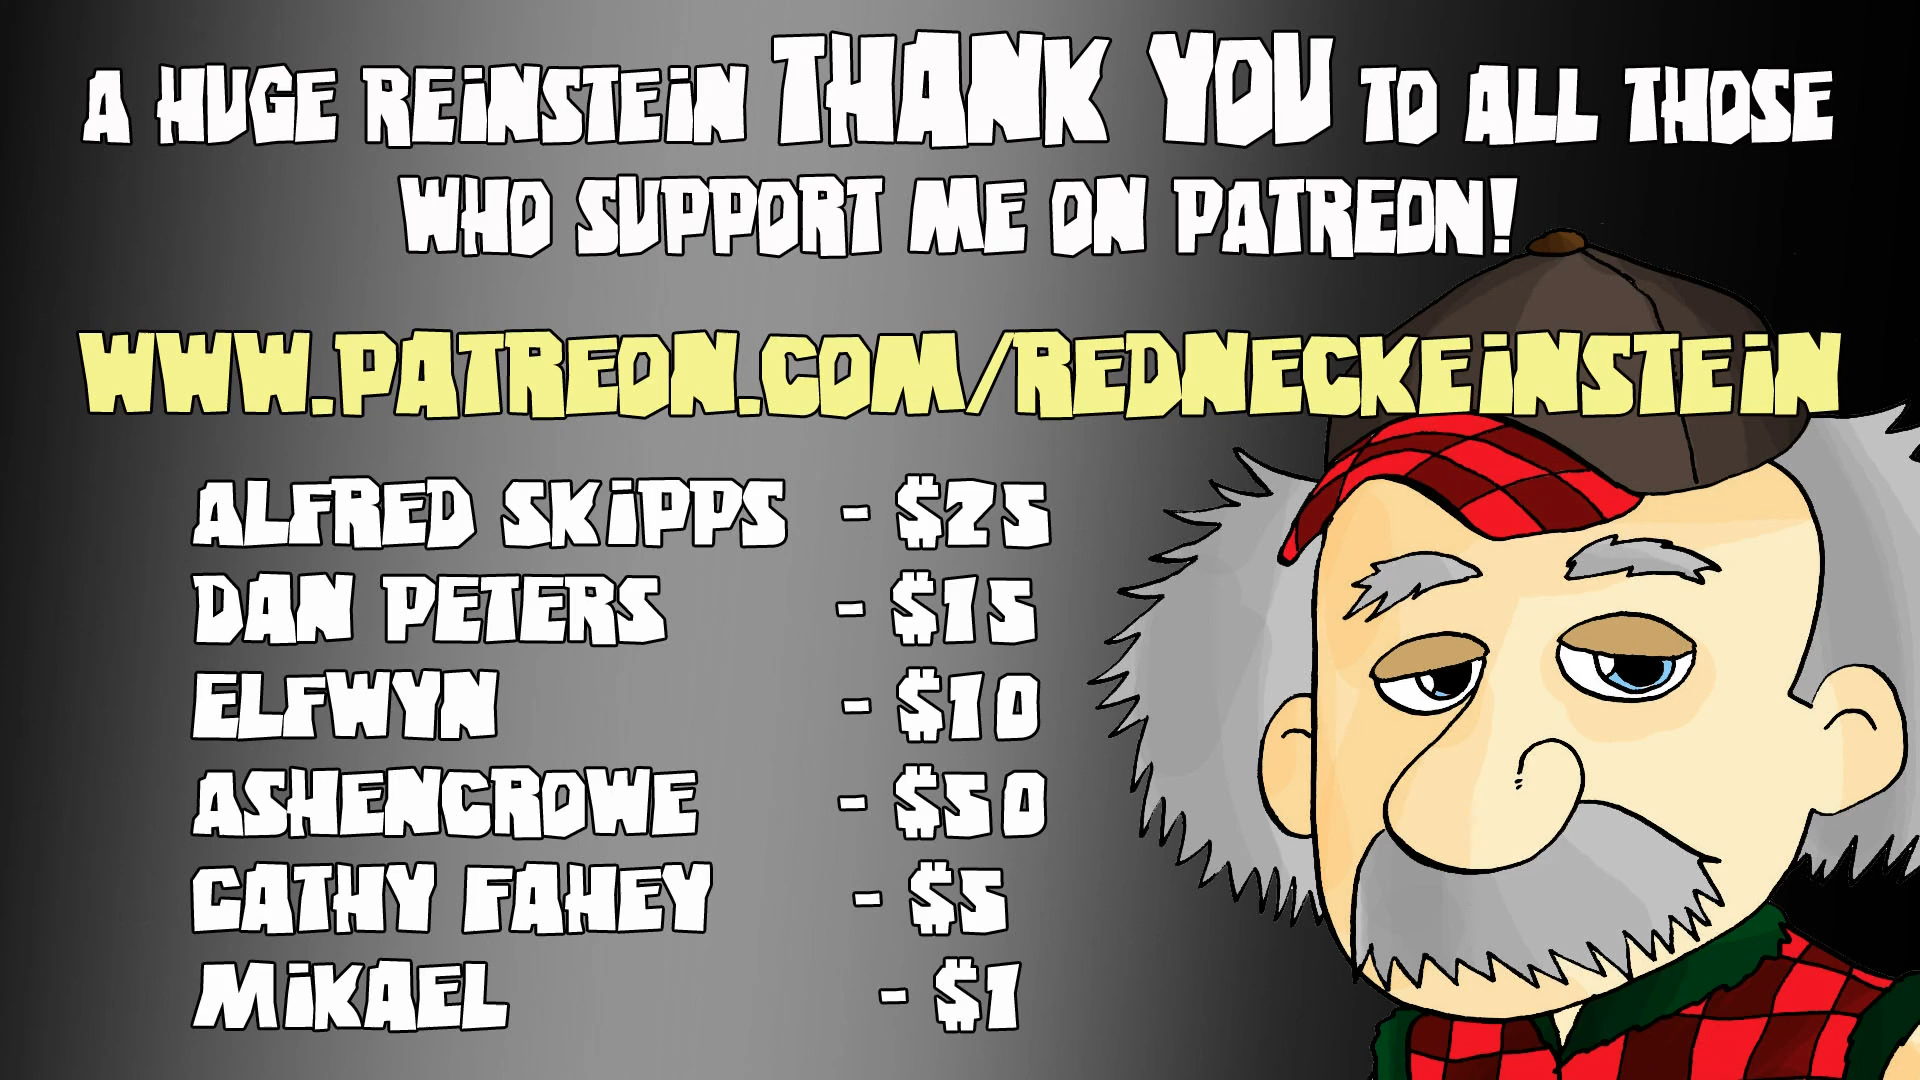 A HUGE REINSTEIN THANK YOU TO ALL THOSE
WHO SUPPORT ME ON PATREON!
WWW.PATREON.COM/REDNECKEINSTEIN
ALFRED SKIPPS - $25
DAN PETERS - $15
ELFWYN - $10
ASHENCROWE - $50
CATHY FAHEY - $5
MIKAEL - $1